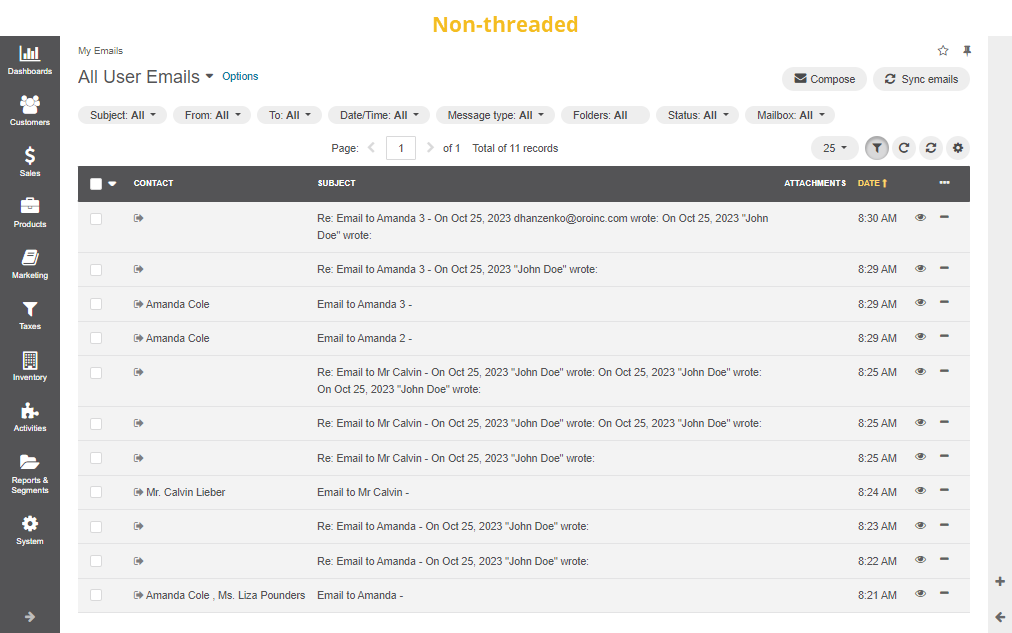 Non-threaded
My Emails
All User Emails Options
Compose Sync emails
Subject: All From: All To: All Date/Time: All Message type: All Folders: All Status: All Mailbox: All
Page: 1 of 1 Total of 11 records 25
CONTACT SUBJECT ATTACHMENTS DATE
Re: Email to Amanda 3 - On Oct 25, 2023 dhanzenko@oroinc.com wrote: On Oct 25, 2023 "John 8:30 AM
Doe" wrote:
Re: Email to Amanda 3 - On Oct 25, 2023 "John Doe" wrote: 8:29 AM
Amanda Cole Email to Amanda 3 - 8:29 AM
Amanda Cole Email to Amanda 2 - 8:29 AM
Re: Email to Mr Calvin - On Oct 25, 2023 "John Doe" wrote: On Oct 25, 2023 "John Doe" wrote: 8:25 AM
On Oct 25, 2023 "John Doe" wrote:
Re: Email to Mr Calvin - On Oct 25, 2023 "John Doe" wrote: On Oct 25, 2023 "John Doe" wrote: 8:25 AM
Re: Email to Mr Calvin - On Oct 25, 2023 "John Doe" wrote: 8:25 AM
Mr. Calvin Lieber Email to Mr Calvin - 8:24 AM
Re: Email to Amanda - On Oct 25, 2023 "John Doe" wrote: 8:23 AM
Re: Email to Amanda - On Oct 25, 2023 "John Doe" wrote: 8:22 AM
Amanda Cole , Ms. Liza Pounders Email to Amanda - 8:21 AM
Dashboards
Customers
Sales
Products
Marketing
Taxes
Inventory
Activities
Reports &
Segments
System